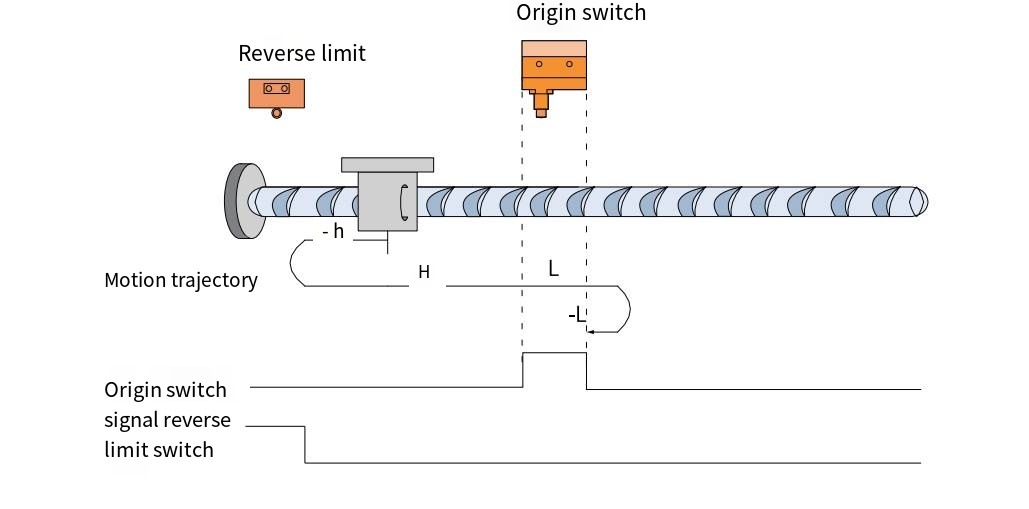 Origin switch
Reverse limit
- h
H
L
Motion trajectory
-L
Origin switch
signal reverse
limit switch